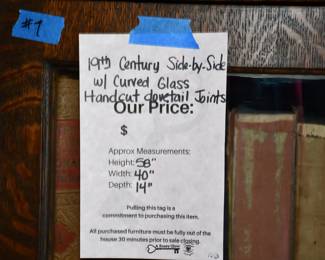 #1
19th Century Side-by-Side
w/ Curved Glass
Handcut dovetail Joints
Our Price:
$
Approx Measurements:
Height: 58"
Width: 40"
Depth: 14"
Pulling this tag is a
commitment to purchasing this item.
All purchased furniture must be fully out of the
house 30 minutes prior to sale closing.